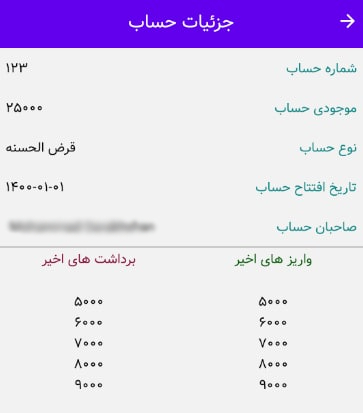 جزئیات حساب
شماره حساب ۱۲۳
موجودی حساب ۲۵۰۰۰
نوع حساب قرض الحسنه
تاریخ افتتاح حساب ۱۴۰۰-۰۱-۰۱
صاحبان حساب
واریز های اخیر برداشت های اخیر
۵۰۰۰ ۵۰۰۰
۶۰۰۰ ۶۰۰۰
۷۰۰۰ ۷۰۰۰
۸۰۰۰ ۸۰۰۰
۹۰۰۰ ۹۰۰۰